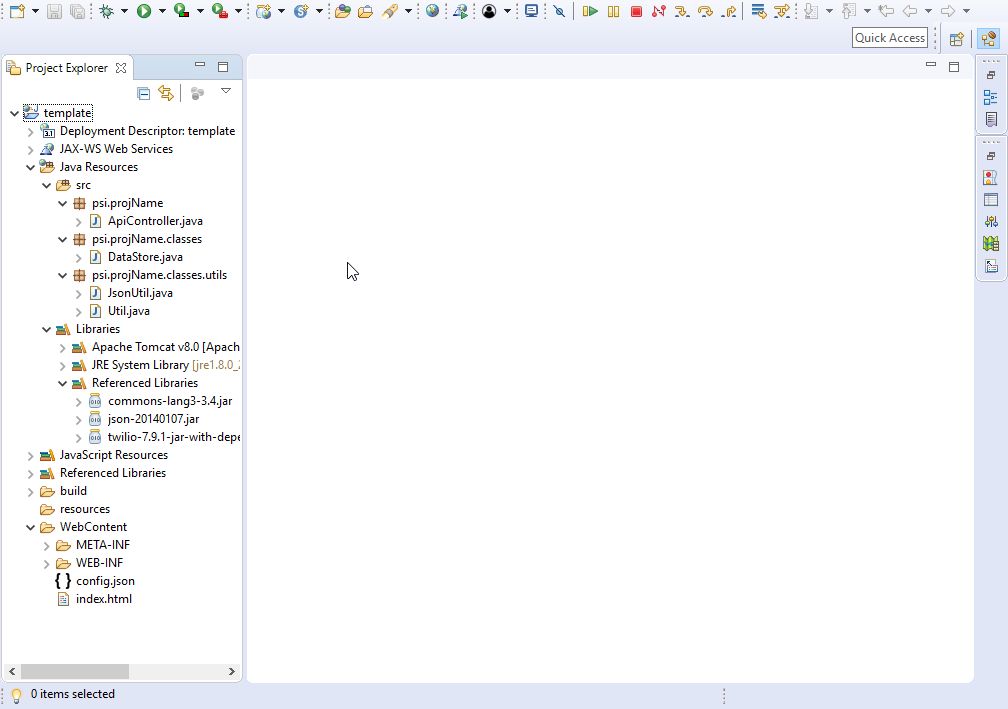 Quick Access
Project Explorer
template
Deployment Descriptor: template
JAX-WS Web Services
Java Resources
src
psi.projName
ApiController.java
psi.projName.classes
DataStore.java
psi.projName.classes.utils
JsonUtil.java
Util.java
Libraries
Apache Tomcat v8.0 [Apach
JRE System Library [jre1.8.0_
Referenced Libraries
commons-lang3-3.4.jar
json-20140107.jar
twilio-7.9.1-jar-with-depe
JavaScript Resources
Referenced Libraries
build
resources
WebContent
META-INF
WEB-INF
{ } config.json
index.html
0 items selected